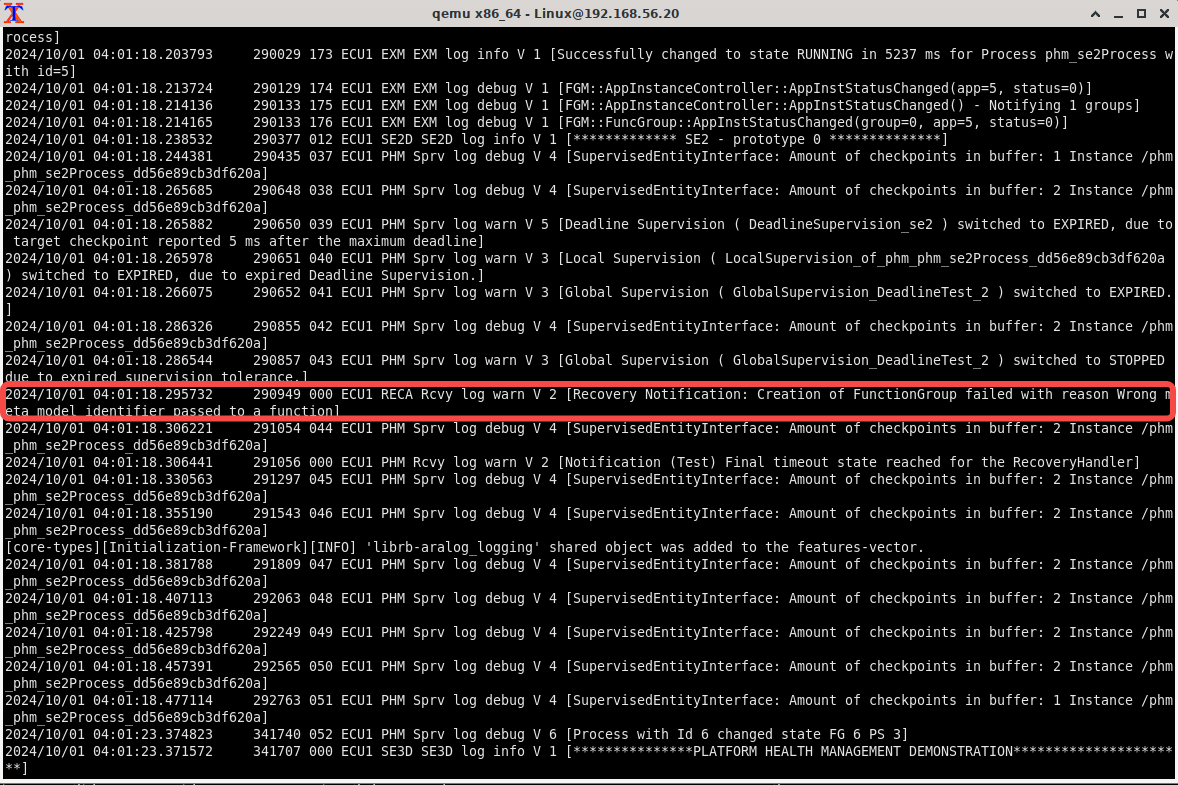 qemu x86_64 - Linux@192.168.56.20
rocess]
2024/10/01 04:01:18.203793     290029 173 ECU1 EXM EXM log info V 1 [Successfully changed to state RUNNING in 5237 ms for Process phm_se2Process w
ith id=5]
2024/10/01 04:01:18.213724     290129 174 ECU1 EXM EXM log debug V 1 [FGM::AppInstanceController::AppInstStatusChanged(app=5, status=0)]
2024/10/01 04:01:18.214136     290133 175 ECU1 EXM EXM log debug V 1 [FGM::AppInstanceController::AppInstStatusChanged() - Notifying 1 groups]
2024/10/01 04:01:18.214165     290133 176 ECU1 EXM EXM log debug V 1 [FGM::FuncGroup::AppInstStatusChanged(group=0, app=5, status=0)]
2024/10/01 04:01:18.238532     290377 012 ECU1 SE2D SE2D log info V 1 [************* SE2 - prototype 0 **************]
2024/10/01 04:01:18.244381     290435 037 ECU1 PHM Sprv log debug V 4 [SupervisedEntityInterface: Amount of checkpoints in buffer: 1 Instance /phm
_phm_se2Process_dd56e89cb3df620a]
2024/10/01 04:01:18.265685     290648 038 ECU1 PHM Sprv log debug V 4 [SupervisedEntityInterface: Amount of checkpoints in buffer: 2 Instance /phm
_phm_se2Process_dd56e89cb3df620a]
2024/10/01 04:01:18.265882     290650 039 ECU1 PHM Sprv log warn V 5 [Deadline Supervision ( DeadlineSupervision_se2 ) switched to EXPIRED, due to
 target checkpoint reported 5 ms after the maximum deadline]
2024/10/01 04:01:18.265978     290651 040 ECU1 PHM Sprv log warn V 3 [Local Supervision ( LocalSupervision_of_phm_phm_se2Process_dd56e89cb3df620a
) switched to EXPIRED, due to expired Deadline Supervision.]
2024/10/01 04:01:18.266075     290652 041 ECU1 PHM Sprv log warn V 3 [Global Supervision ( GlobalSupervision_DeadlineTest_2 ) switched to EXPIRED.
]
2024/10/01 04:01:18.286326     290855 042 ECU1 PHM Sprv log debug V 4 [SupervisedEntityInterface: Amount of checkpoints in buffer: 2 Instance /phm
_phm_se2Process_dd56e89cb3df620a]
2024/10/01 04:01:18.286544     290857 043 ECU1 PHM Sprv log warn V 3 [Global Supervision ( GlobalSupervision_DeadlineTest_2 ) switched to STOPPED
due to expired supervision tolerance.]
2024/10/01 04:01:18.295732     290949 000 ECU1 RECA Rcvy log warn V 2 [Recovery Notification: Creation of FunctionGroup failed with reason Wrong m
eta model identifier passed to a function]
2024/10/01 04:01:18.306221     291054 044 ECU1 PHM Sprv log debug V 4 [SupervisedEntityInterface: Amount of checkpoints in buffer: 2 Instance /phm
_phm_se2Process_dd56e89cb3df620a]
2024/10/01 04:01:18.306441     291056 000 ECU1 PHM Rcvy log warn V 2 [Notification (Test) Final timeout state reached for the RecoveryHandler]
2024/10/01 04:01:18.330563     291297 045 ECU1 PHM Sprv log debug V 4 [SupervisedEntityInterface: Amount of checkpoints in buffer: 2 Instance /phm
_phm_se2Process_dd56e89cb3df620a]
2024/10/01 04:01:18.355190     291543 046 ECU1 PHM Sprv log debug V 4 [SupervisedEntityInterface: Amount of checkpoints in buffer: 2 Instance /phm
_phm_se2Process_dd56e89cb3df620a]
[core-types][Initialization-Framework][INFO] 'librb-aralog_logging' shared object was added to the features-vector.
2024/10/01 04:01:18.381788     291809 047 ECU1 PHM Sprv log debug V 4 [SupervisedEntityInterface: Amount of checkpoints in buffer: 2 Instance /phm
_phm_se2Process_dd56e89cb3df620a]
2024/10/01 04:01:18.407113     292063 048 ECU1 PHM Sprv log debug V 4 [SupervisedEntityInterface: Amount of checkpoints in buffer: 2 Instance /phm
_phm_se2Process_dd56e89cb3df620a]
2024/10/01 04:01:18.425798     292249 049 ECU1 PHM Sprv log debug V 4 [SupervisedEntityInterface: Amount of checkpoints in buffer: 2 Instance /phm
_phm_se2Process_dd56e89cb3df620a]
2024/10/01 04:01:18.457391     292565 050 ECU1 PHM Sprv log debug V 4 [SupervisedEntityInterface: Amount of checkpoints in buffer: 2 Instance /phm
_phm_se2Process_dd56e89cb3df620a]
2024/10/01 04:01:18.477114     292763 051 ECU1 PHM Sprv log debug V 4 [SupervisedEntityInterface: Amount of checkpoints in buffer: 1 Instance /phm
_phm_se2Process_dd56e89cb3df620a]
2024/10/01 04:01:23.374823     341740 052 ECU1 PHM Sprv log debug V 6 [Process with Id 6 changed state FG 6 PS 3]
2024/10/01 04:01:23.371572     341707 000 ECU1 SE3D SE3D log info V 1 [***************PLATFORM HEALTH MANAGEMENT DEMONSTRATION********************
**]